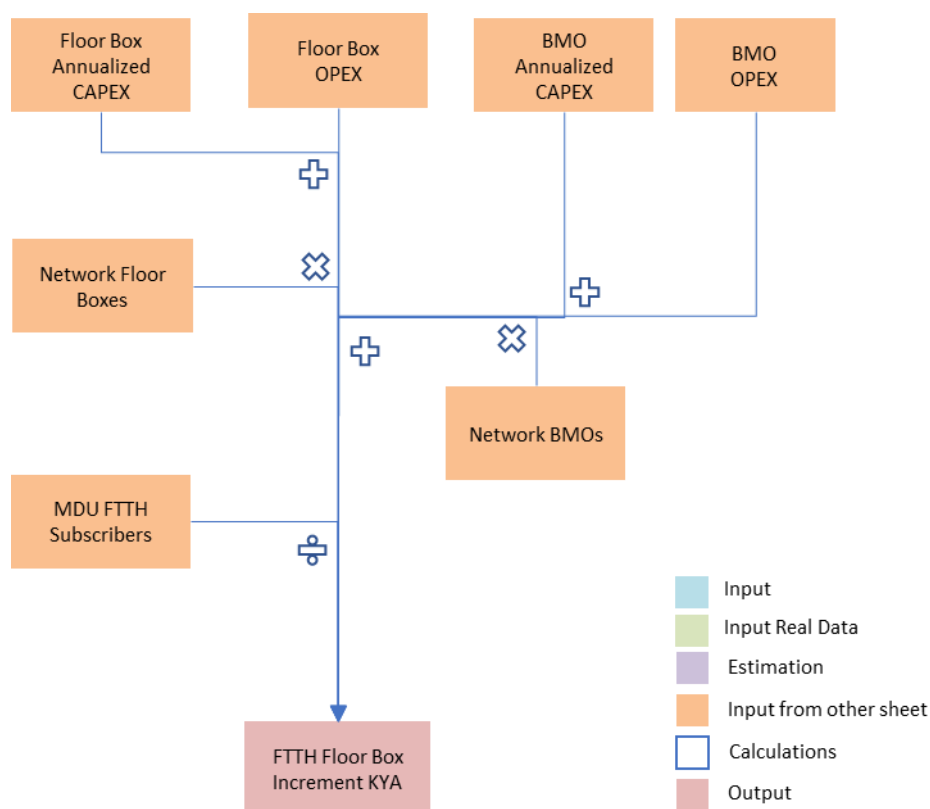 Floor Box
Annualized
CAPEX
Floor Box
OPEX
BMO
Annualized
CAPEX
BMO
OPEX
Network Floor
Boxes
Network BMOs
MDU FTTH
Subscribers
FTTH Floor Box
Increment KYA
Input
Input Real Data
Estimation
Input from other sheet
Calculations
Output